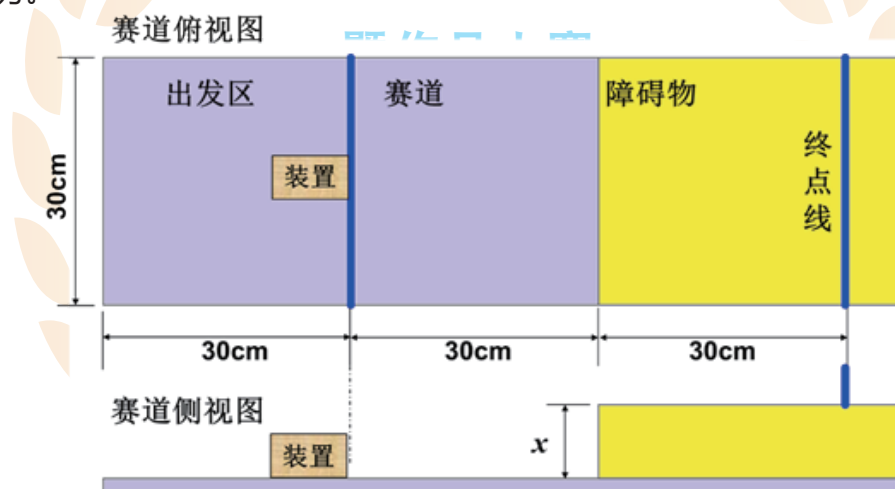 赛道俯视图
出发区
赛道
障碍物
装置
终点线
30cm
30cm
30cm
30cm
赛道侧视图
装置
x